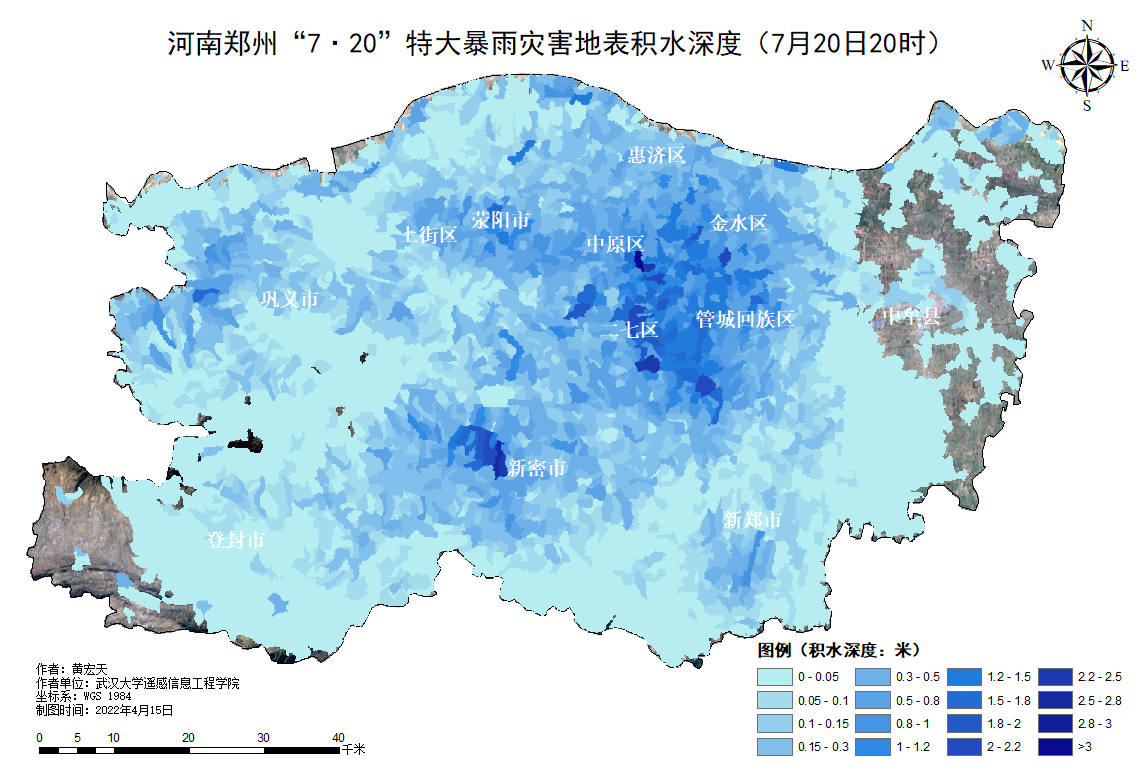 河南郑州“7·20”特大暴雨灾害地表积水深度（7月20日20时）
N
W E
S
惠济区
荥阳市
金水区
上街区
中原区
巩义市
中牟县
管城回族区
二七区
新密市
新郑市
登封市
图例（积水深度：米）
0 - 0.05
0.05 - 0.1
0.1 - 0.15
0.15 - 0.3
0.3 - 0.5
0.5 - 0.8
0.8 - 1
1 - 1.2
1.2 - 1.5
1.5 - 1.8
1.8 - 2
2 - 2.2
2.2 - 2.5
2.5 - 2.8
2.8 - 3
>3
作者：黄宏天
作者单位：武汉大学遥感信息工程学院
坐标系：WGS 1984
制图时间：2022年4月15日
0 5 10 20 30 40
千米